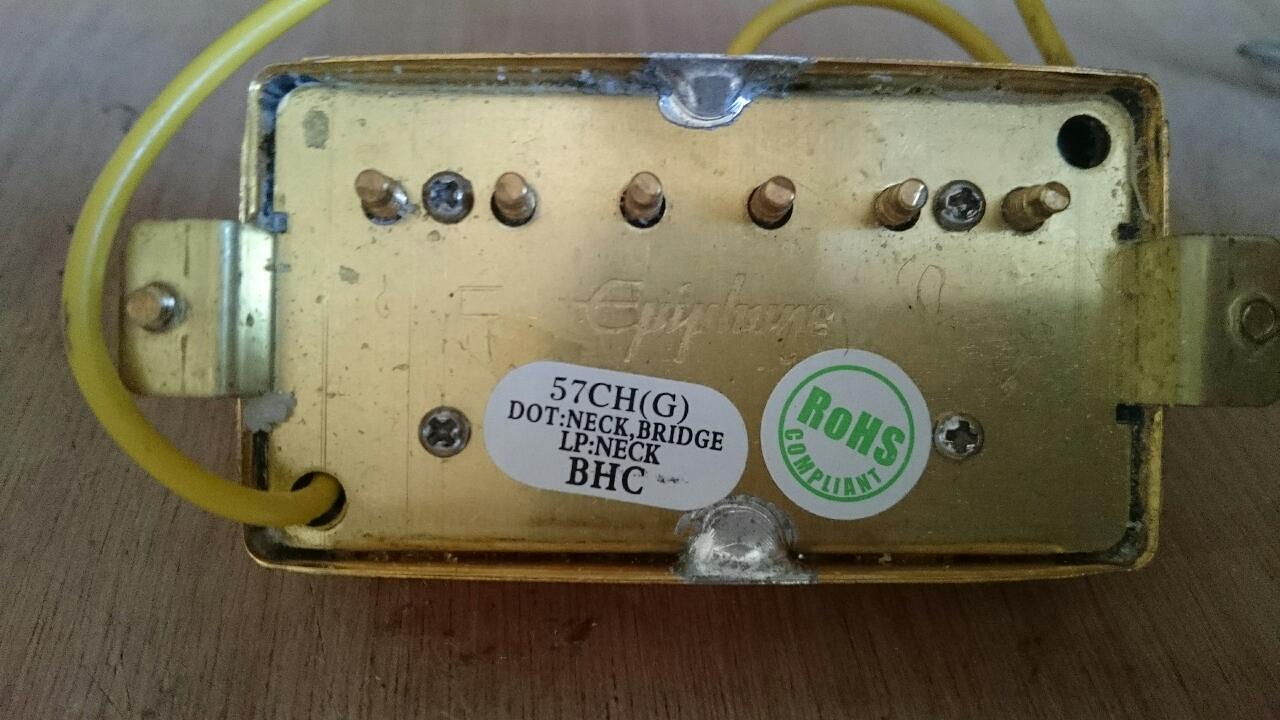 Epiphone
57CH(G)
DOT:NECK,BRIDGE
LP:NECK
BHC
RoHS
COMPLIANT